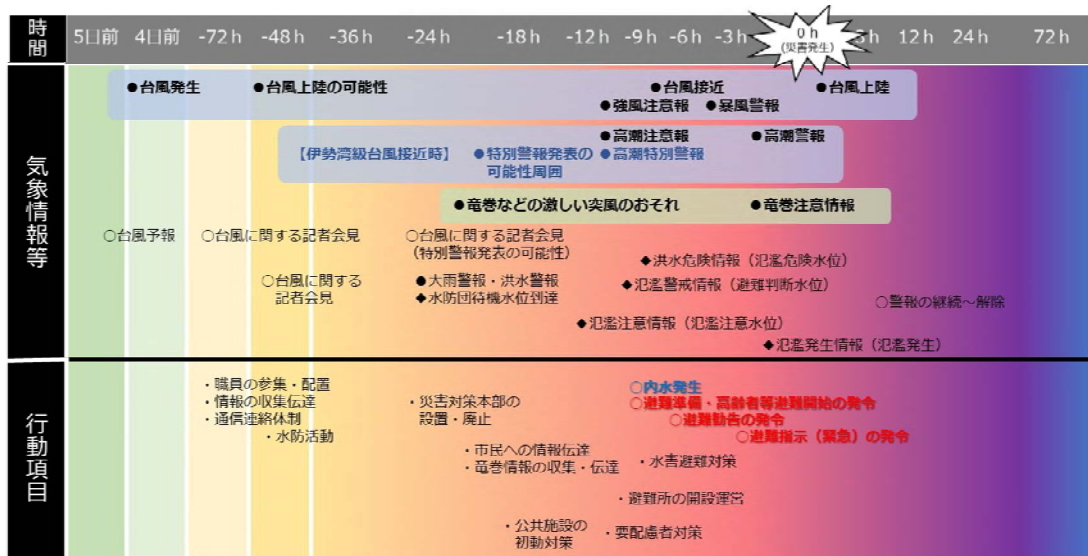 時間
5日前 4日前 -72h -48h -36h -24h -18h -12h -9h -6h -3h 0h 3h 12h 24h 72h
(災害発生)
気象情報等
●台風発生 ●台風上陸の可能性 ●台風接近 ●台風上陸
●強風注意報 ●暴風警報
●高潮注意報 ●高潮警報
【伊勢湾級台風接近時】 ●特別警報発表の ●高潮特別警報
可能性周囲
●竜巻などの激しい突風のおそれ ●竜巻注意情報
○台風予報 ○台風に関する記者会見 ○台風に関する記者会見
(特別警報発表の可能性)
◆洪水危険情報（氾濫危険水位）
○台風に関する ●大雨警報・洪水警報
記者会見 ◆水防団待機水位到達
◆氾濫警戒情報（避難判断水位）
○警報の継続～解除
◆氾濫注意情報（氾濫注意水位）
◆氾濫発生情報（氾濫発生）
行動項目
・職員の参集・配置
・情報の収集伝達
・通信連絡体制
・水防活動
・災害対策本部の
設置・廃止
○内水発生
○避難準備・高齢者等避難開始の発令
○避難勧告の発令
○避難指示（緊急）の発令
・市民への情報伝達
・竜巻情報の収集・伝達
・水害避難対策
・避難所の開設運営
・公共施設の
初動対策
・要配慮者対策